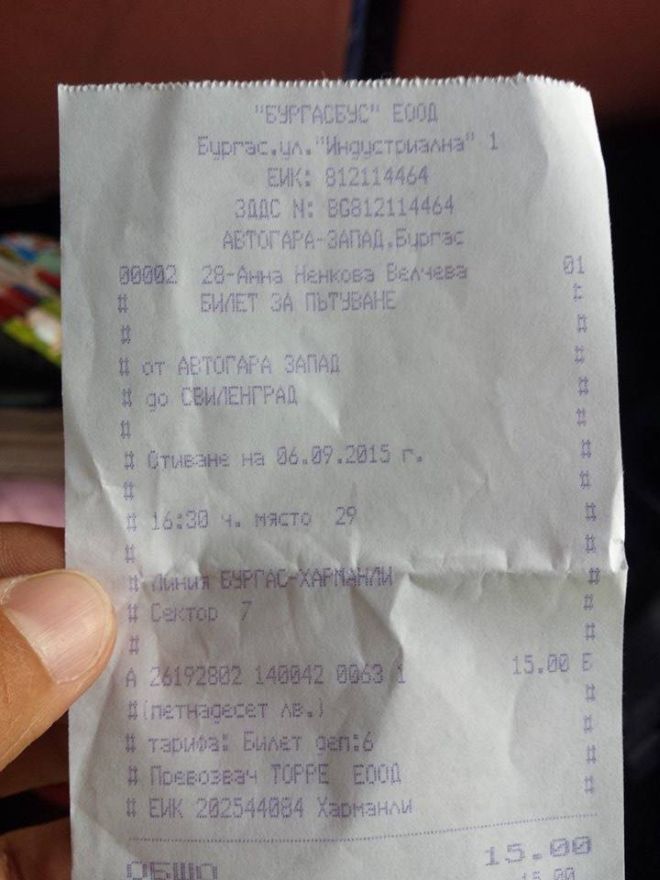 "БУРГАСБУС" ЕООД
Бургас.ул."Индустриална" 1
ЕИК: 812114464
ЗДДС N: BG812114464
АВТОГАРА-ЗАПАД.Бургас
00002 28-Анна Ненкова Велчева 01
# БИЛЕТ ЗА ПЪТУВАНЕ #
# #
# от АВТОГАРА ЗАПАД #
# до СВИЛЕНГРАД #
# #
# Отиване на 06.09.2015 г. #
# #
# 16:30 ч. място 29 #
# #
# Линия БУРГАС-ХАРМАНЛИ #
# Сектор 7 #
# #
А 26192802 140042 0063 1 15.00 Б
#(петнадесет лв.) #
# тарифа: Билет деп:6 #
# Превозвач ТОРРЕ ЕООД #
# ЕИК 202544084 Харманли #
ОБЩО 15.00
15.00